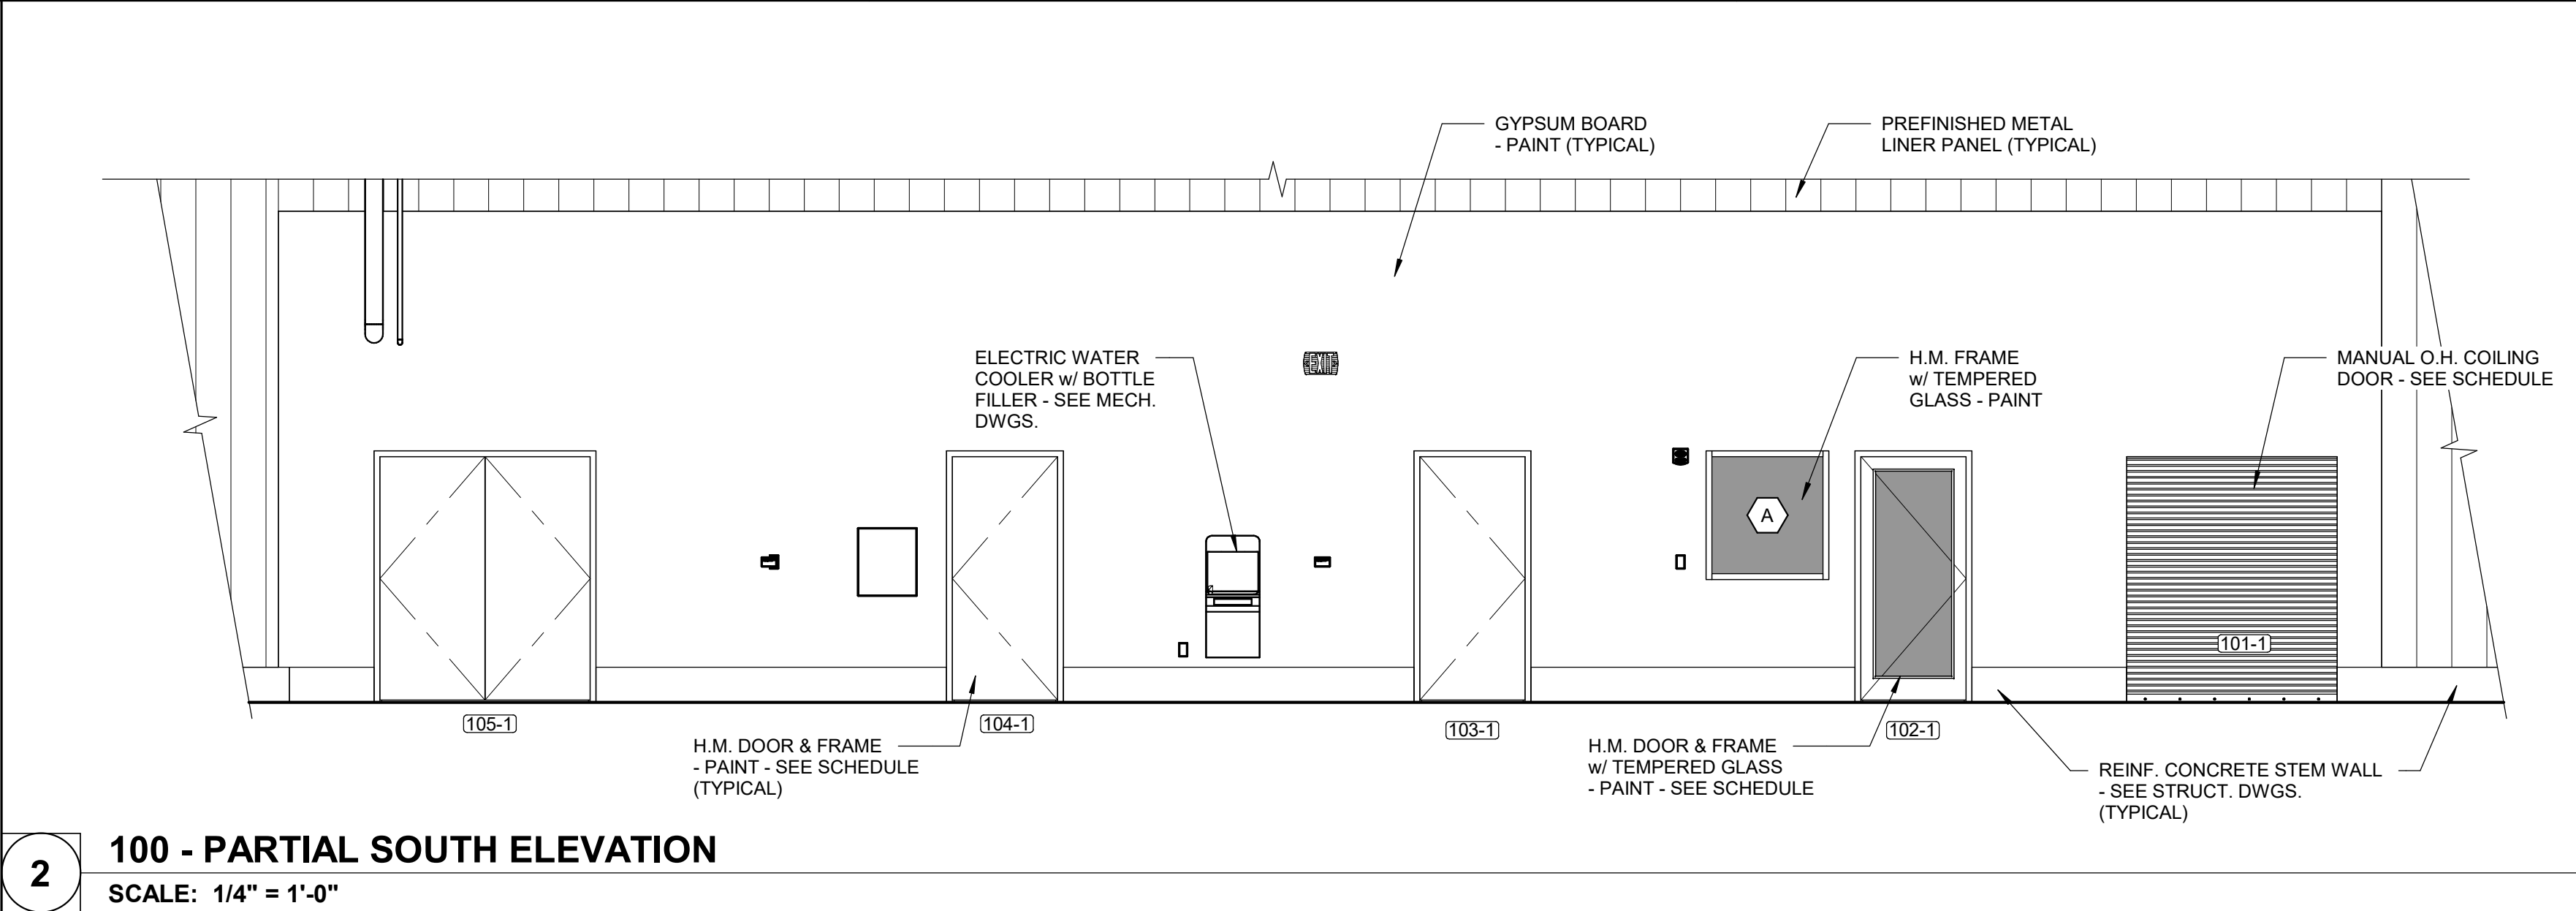 GYPSUM BOARD
- PAINT (TYPICAL)
PREFINISHED METAL
LINER PANEL (TYPICAL)
ELECTRIC WATER
COOLER w/ BOTTLE
FILLER - SEE MECH.
DWGS.
EXIT
H.M. FRAME
w/ TEMPERED
GLASS - PAINT
MANUAL O.H. COILING
DOOR - SEE SCHEDULE
A
101-1
105-1
104-1
103-1
102-1
H.M. DOOR & FRAME
- PAINT - SEE SCHEDULE
(TYPICAL)
H.M. DOOR & FRAME
w/ TEMPERED GLASS
- PAINT - SEE SCHEDULE
REINF. CONCRETE STEM WALL
- SEE STRUCT. DWGS.
(TYPICAL)
2
100 - PARTIAL SOUTH ELEVATION
SCALE: 1/4" = 1'-0"